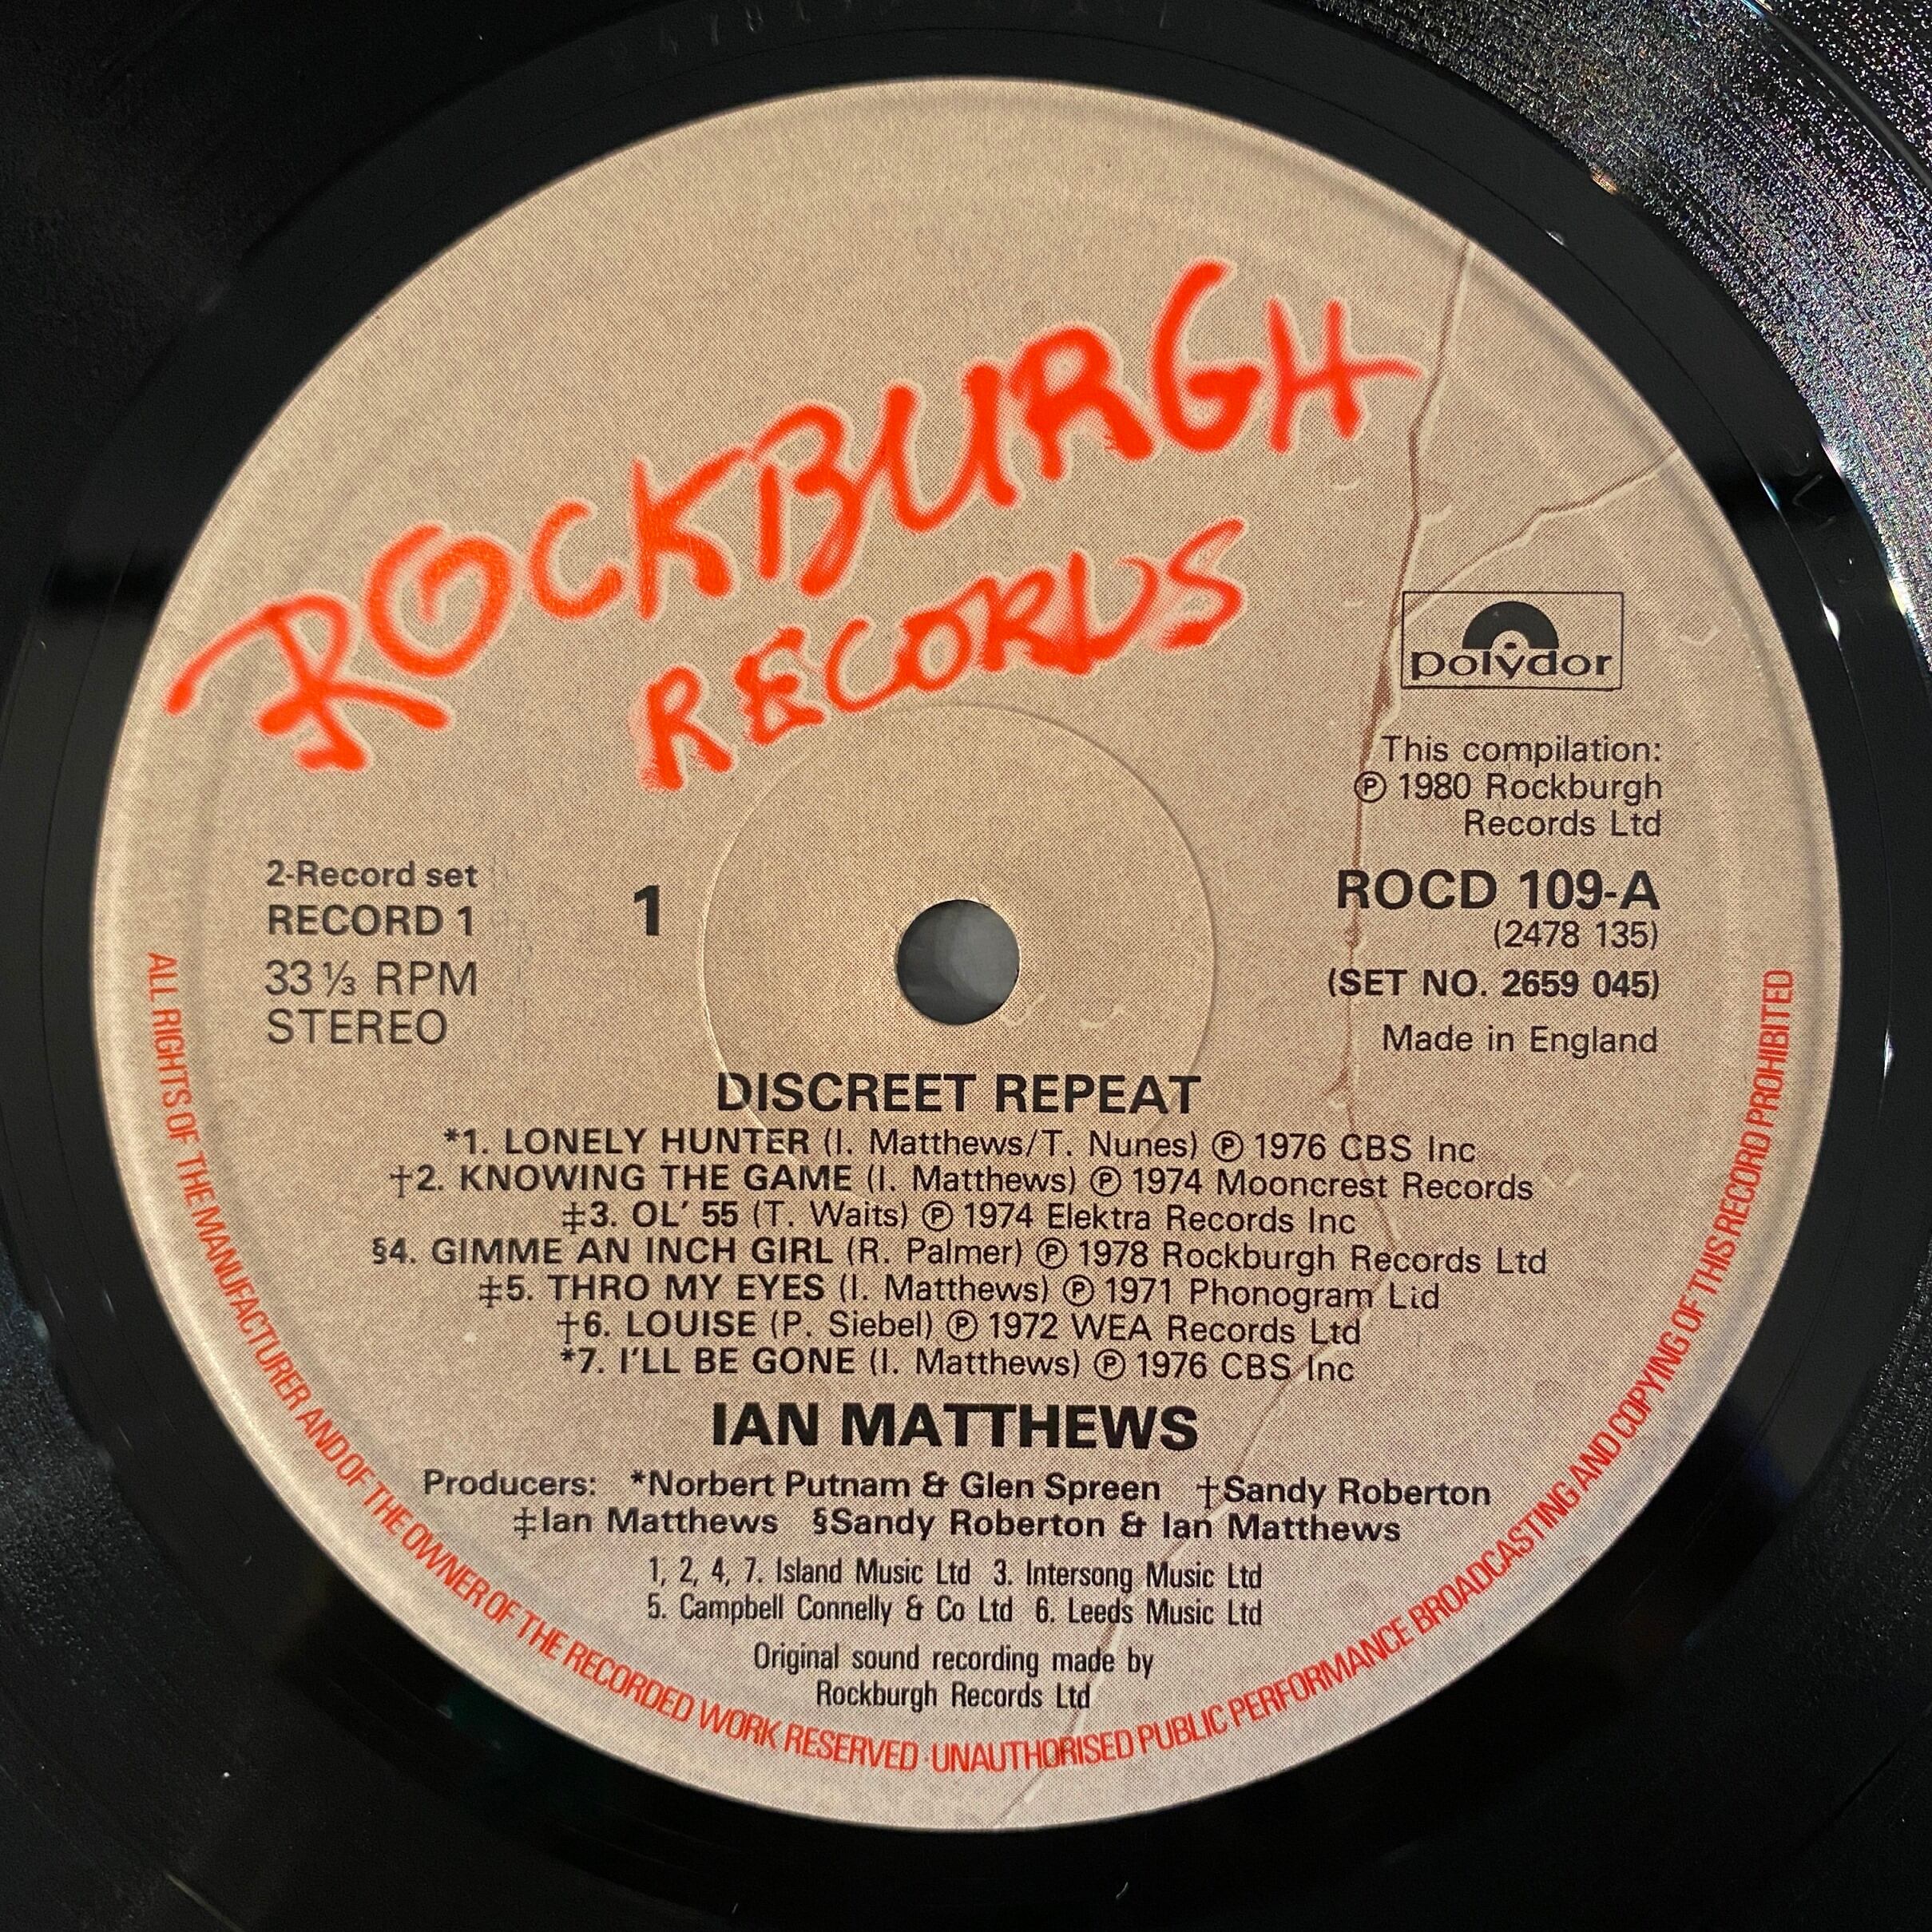 ROCKBURGH
RECORDS
polydor
This compilation:
℗ 1980 Rockburgh
Records Ltd
2-Record set
RECORD 1
33 ⅓ RPM
STEREO
1
ROCD 109-A
(2478 135)
(SET NO. 2659 045)
Made in England
DISCREET REPEAT
*1. LONELY HUNTER (I. Matthews/T. Nunes) ℗ 1976 CBS Inc
†2. KNOWING THE GAME (I. Matthews) ℗ 1974 Mooncrest Records
‡3. OL' 55 (T. Waits) ℗ 1974 Elektra Records Inc
§4. GIMME AN INCH GIRL (R. Palmer) ℗ 1978 Rockburgh Records Ltd
‡5. THRO MY EYES (I. Matthews) ℗ 1971 Phonogram Ltd
†6. LOUISE (P. Siebel) ℗ 1972 WEA Records Ltd
*7. I'LL BE GONE (I. Matthews) ℗ 1976 CBS Inc
IAN MATTHEWS
Producers: *Norbert Putnam & Glen Spreen †Sandy Roberton
‡Ian Matthews §Sandy Roberton & Ian Matthews
1, 2, 4, 7. Island Music Ltd 3. Intersong Music Ltd
5. Campbell Connelly & Co Ltd 6. Leeds Music Ltd
Original sound recording made by
Rockburgh Records Ltd
ALL RIGHTS OF THE MANUFACTURER AND OF THE OWNER OF THE RECORDED WORK RESERVED · UNAUTHORISED PUBLIC PERFORMANCE BROADCASTING AND COPYING OF THIS RECORD PROHIBITED